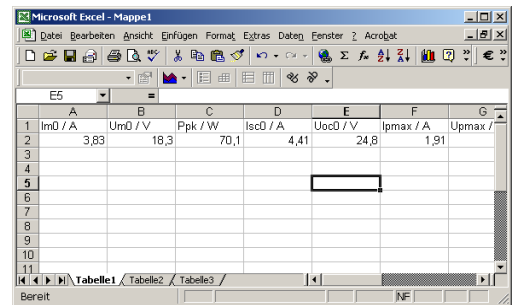 Microsoft Excel - Mappe1
Datei Bearbeiten Ansicht Einfügen Format Extras Daten Fenster ? Acrobat
E5 =
A B C D E F G
1 Im0 / A Um0 / V Ppk / W Isc0 / A Uoc0 / V Ipmax / A Upmax /
2 3,83 18,3 70,1 4,41 24,8 1,91
3
4
5
6
7
8
9
10
11
Tabelle1 Tabelle2 Tabelle3
Bereit NF